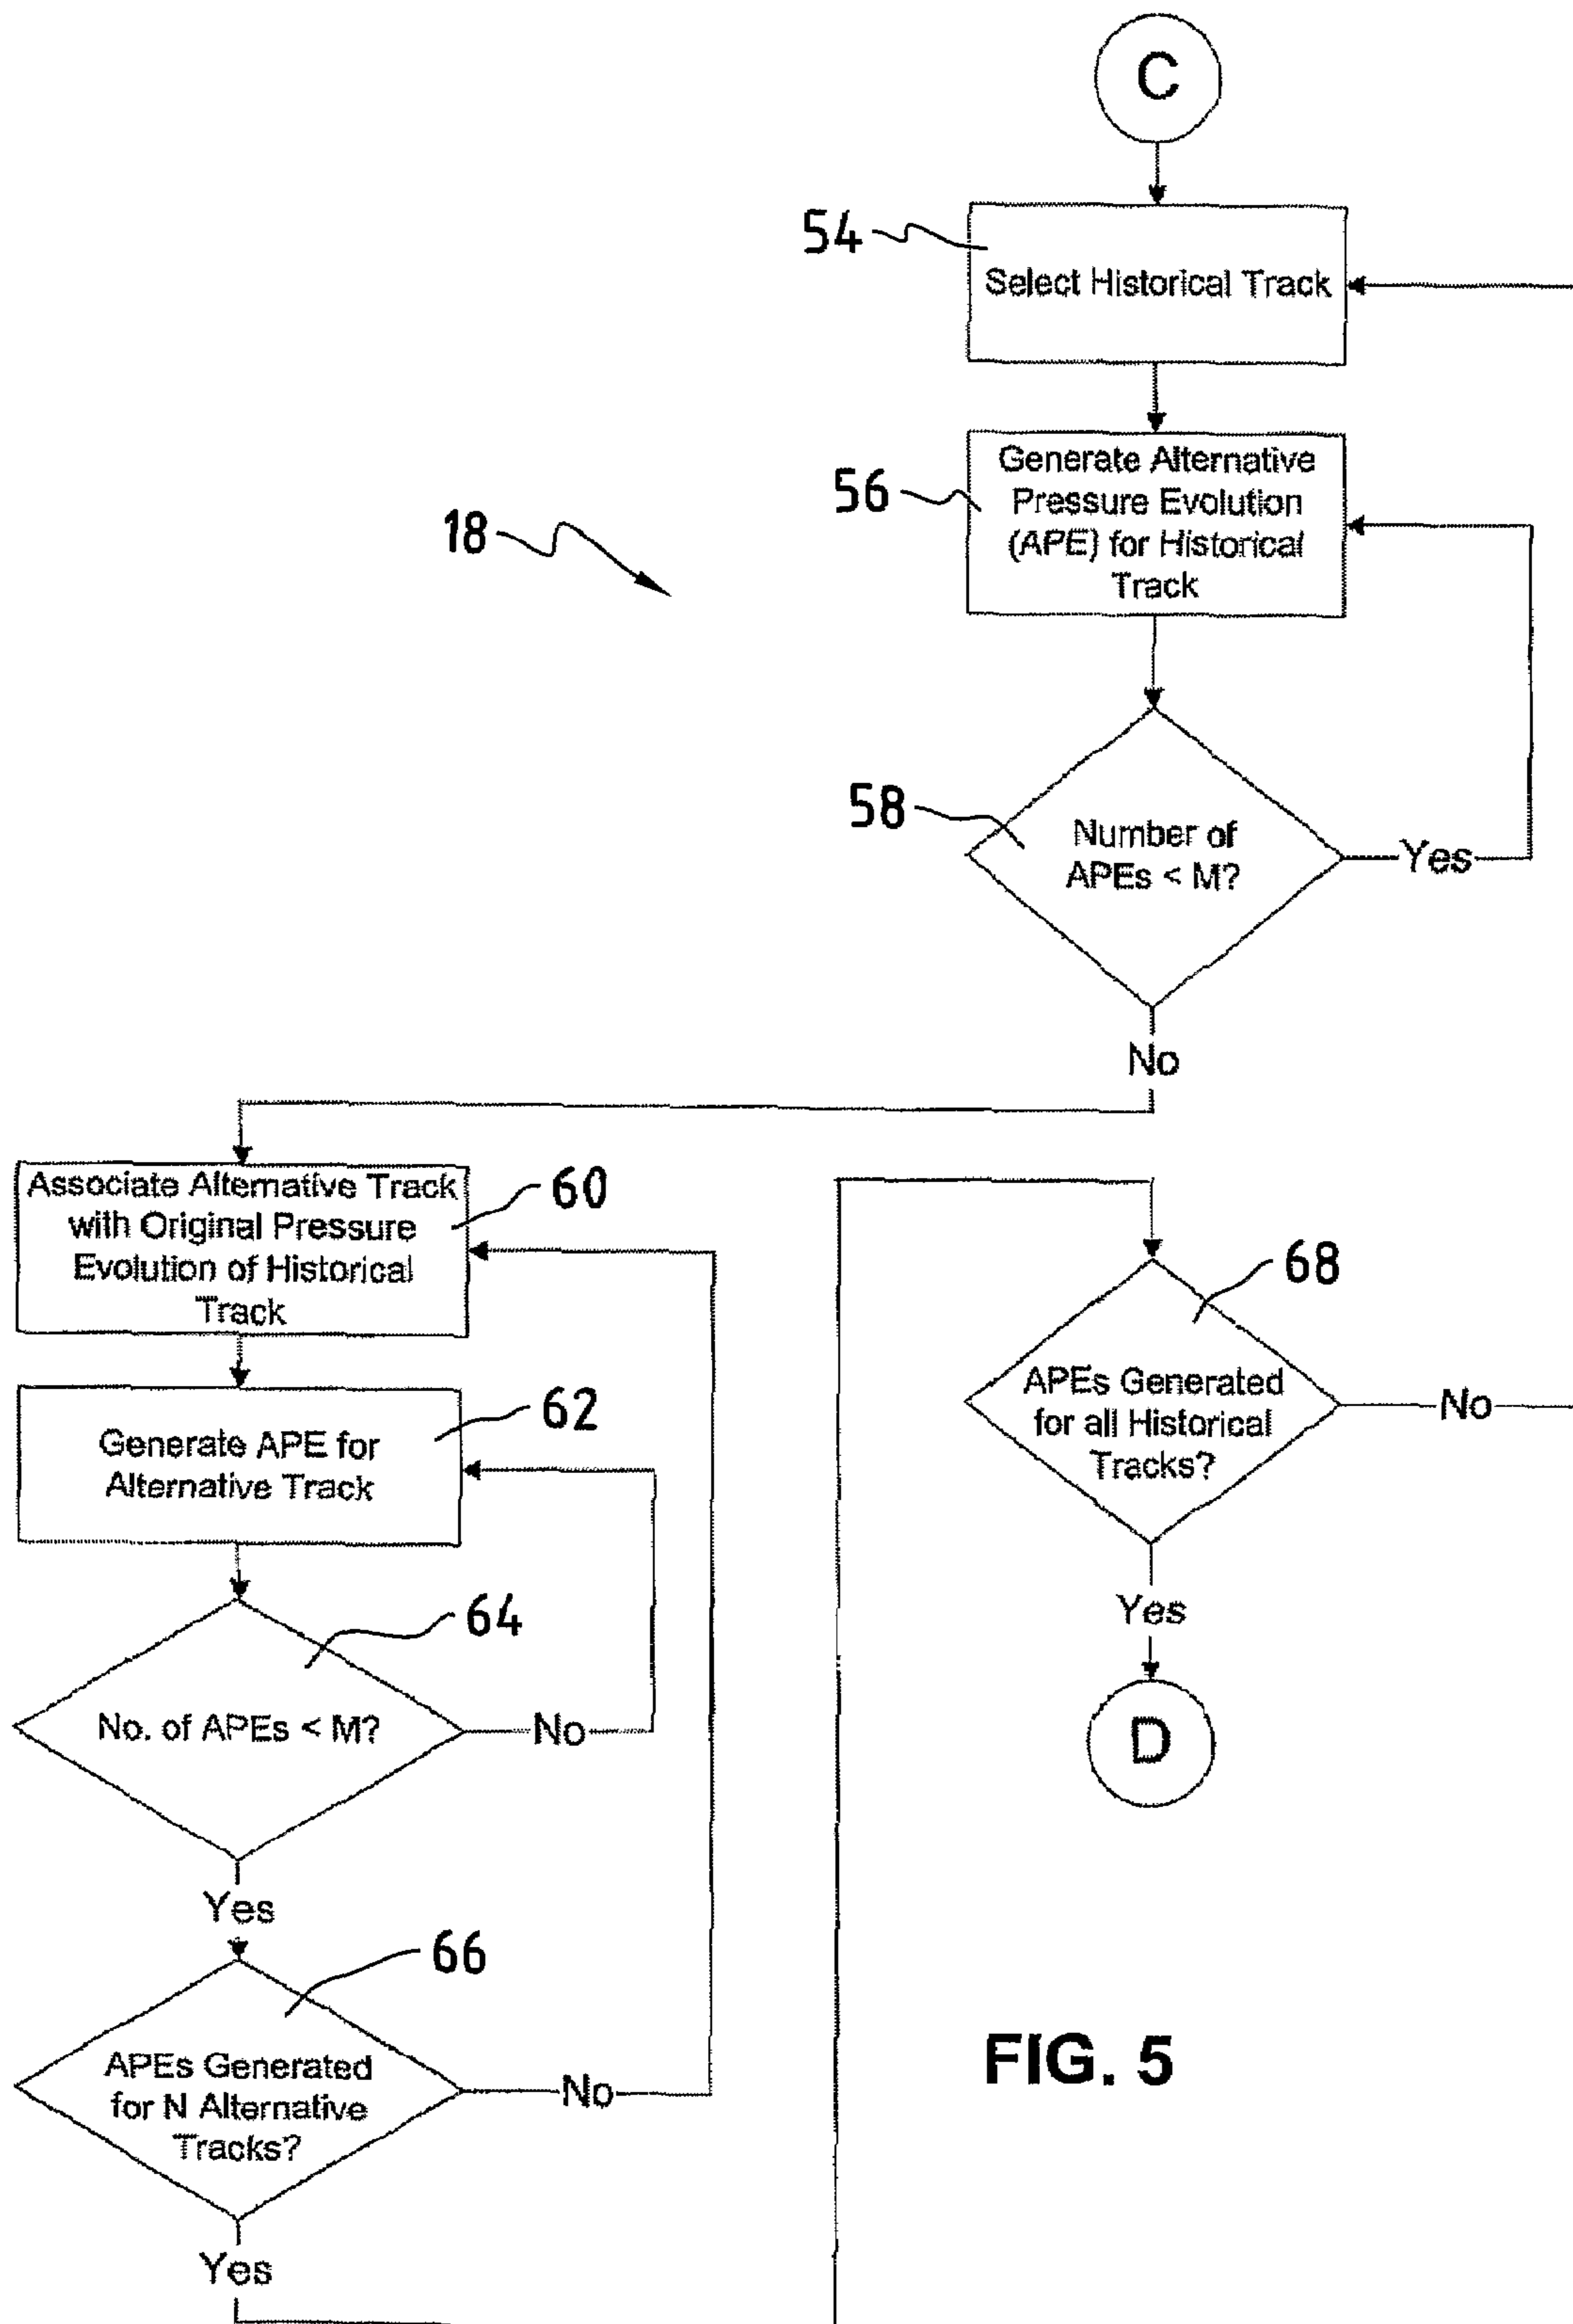 C
54
Select Historical Track
56
Generate Alternative
Pressure Evolution
(APE) for Historical
Track
18
58
Number of
APEs < M?
Yes
No
Associate Alternative Track
with Original Pressure
Evolution of Historical
Track
60
62
Generate APE for
Alternative Track
64
No. of APEs < M?
No
Yes
66
APEs Generated
for N Alternative
Tracks?
No
Yes
68
APEs Generated
for all Historical
Tracks?
No
Yes
D
FIG. 5